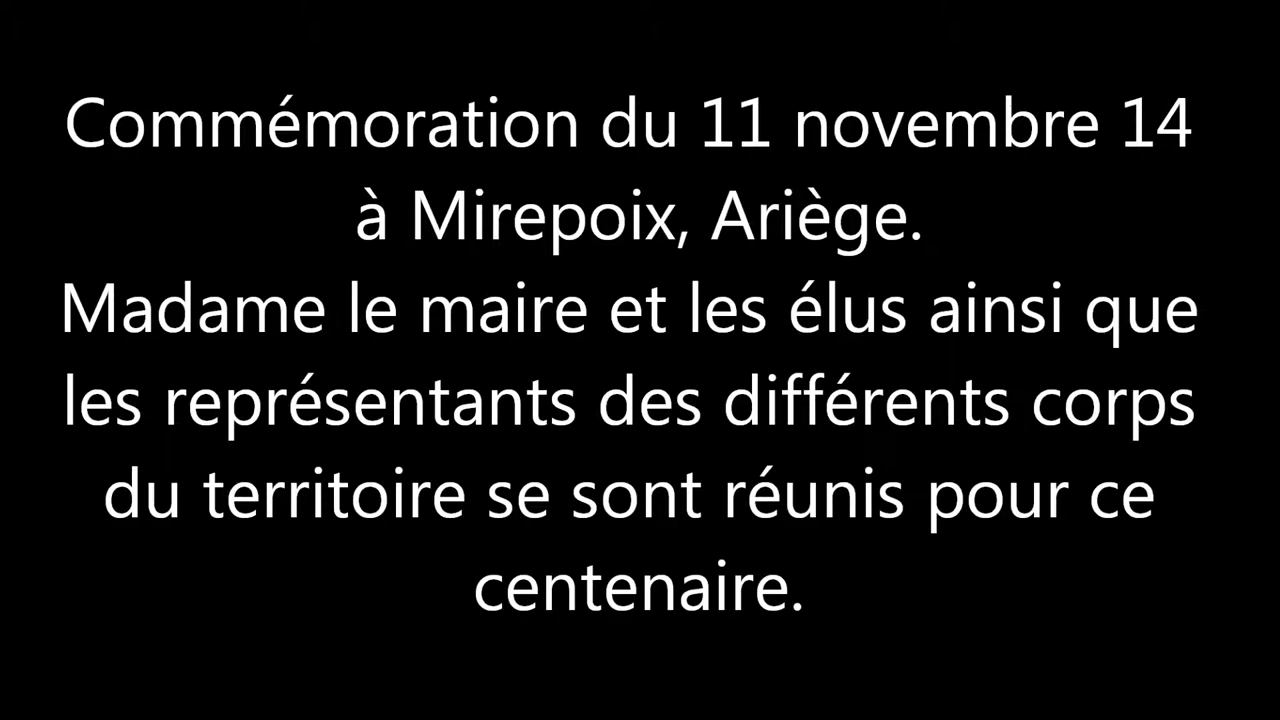 Commémoration du 11 novembre 14
à Mirepoix, Ariège.
Madame le maire et les élus ainsi que
les représentants des différents corps
du territoire se sont réunis pour ce
centenaire.